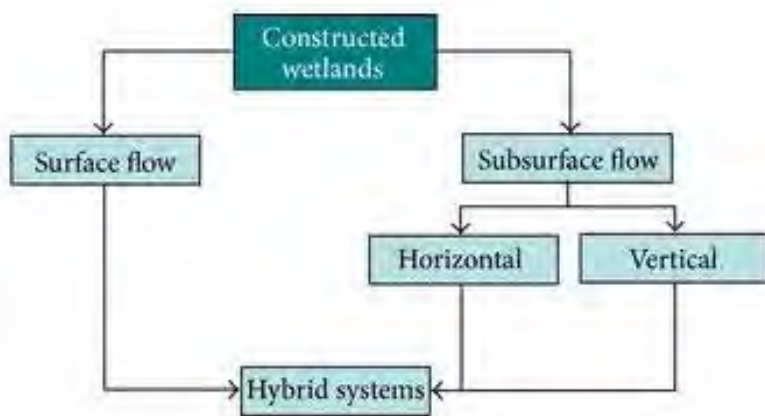 Constructed
wetlands
Surface flow
Subsurface flow
Horizontal
Vertical
Hybrid systems